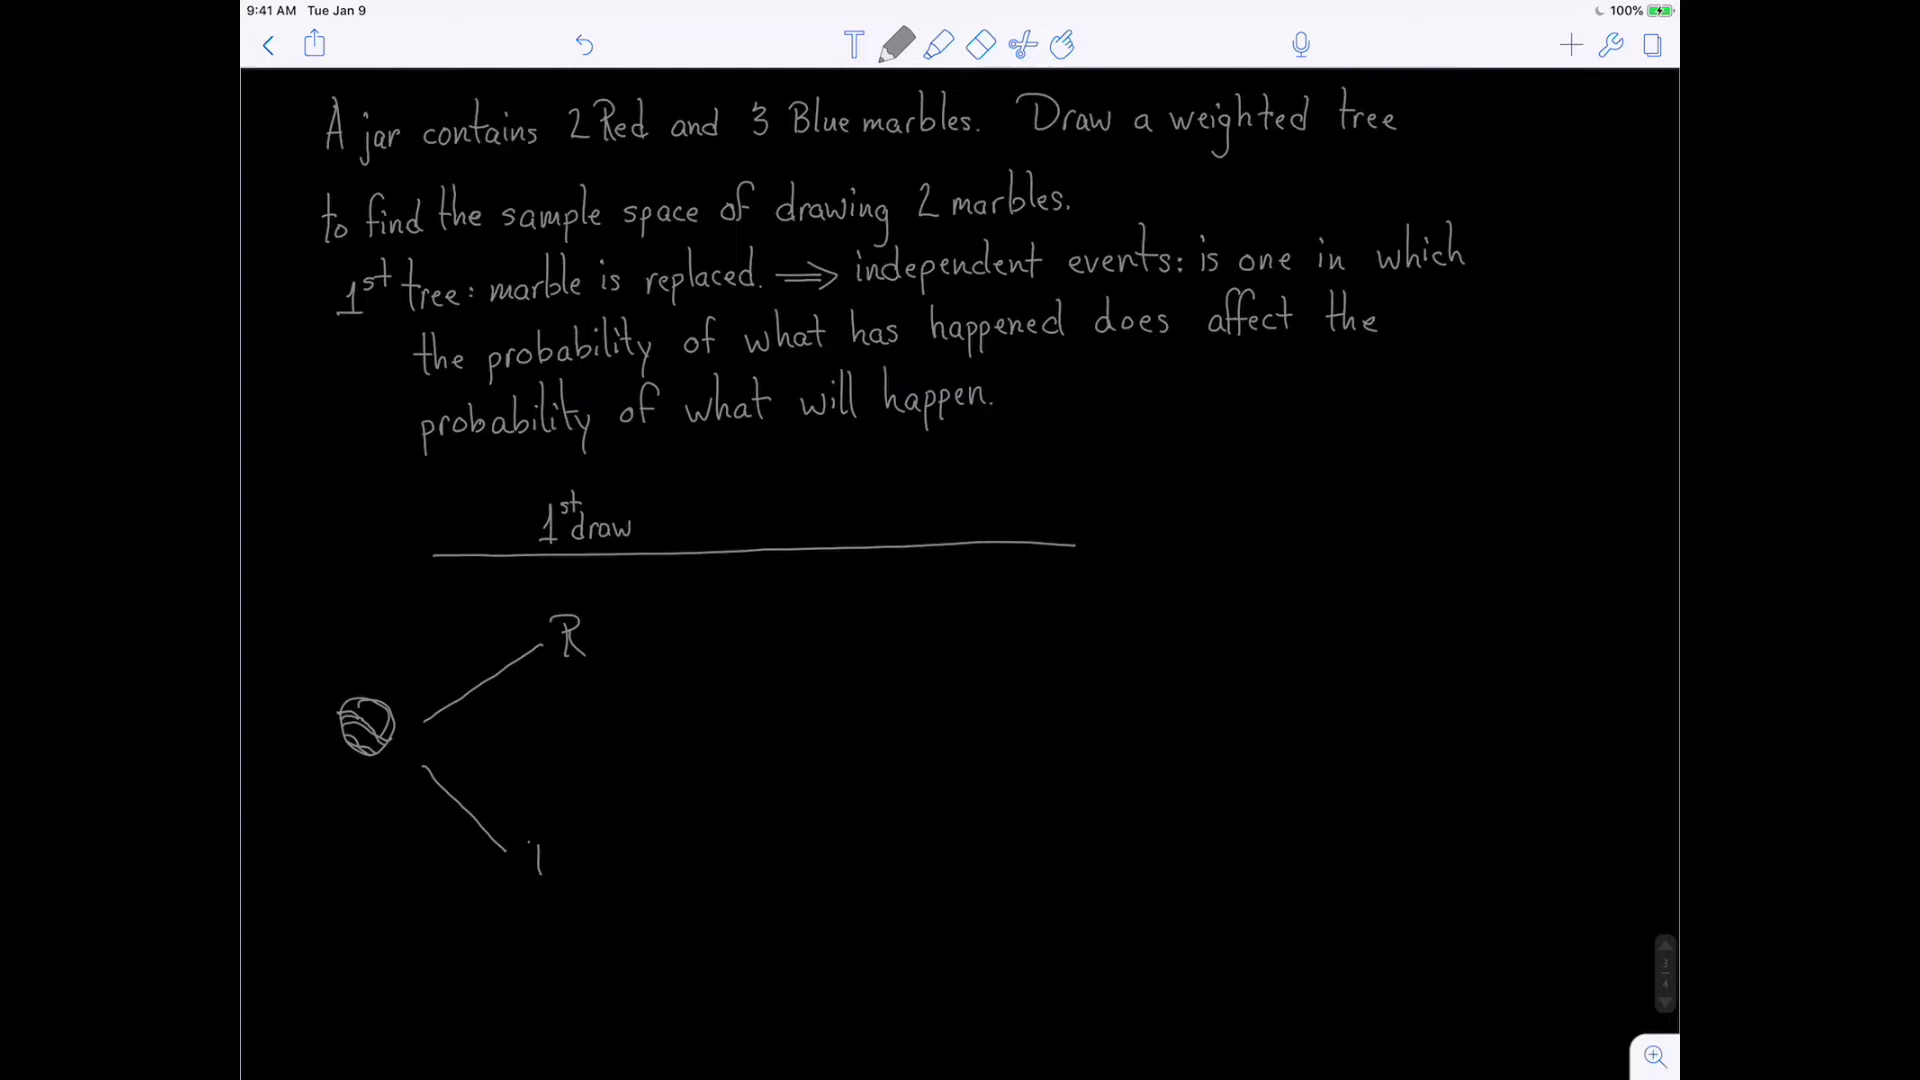 9:41 AM Tue Jan 9
100%
A jar contains 2 Red and 3 Blue marbles. Draw a weighted tree
to find the sample space of drawing 2 marbles.
1st tree: marble is replaced. ⟹ independent events: is one in which
the probability of what has happened does affect the
probability of what will happen.
1st draw
R
3
4